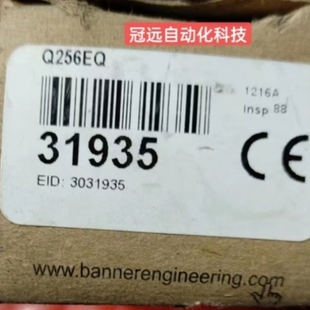 冠远自动化科技
Q256EQ
1216A
Insp 88
31935
EID: 3031935
CE
www.bannerengineering.com